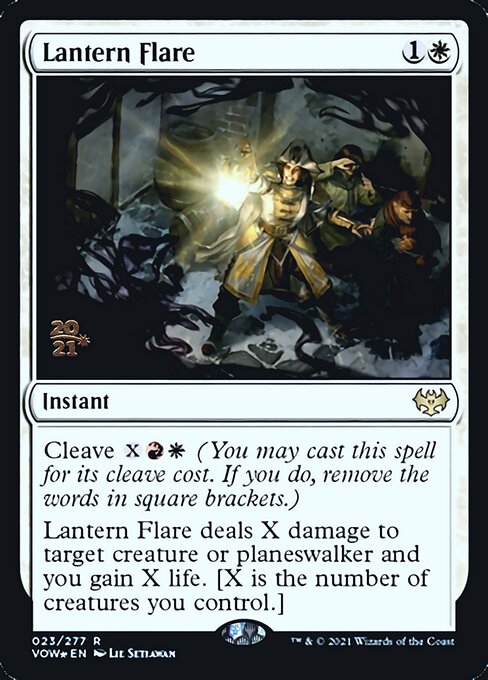 Lantern Flare 1
20
21
Instant
Cleave X (You may cast this spell
for its cleave cost. If you do, remove the
words in square brackets.)
Lantern Flare deals X damage to
target creature or planeswalker and
you gain X life. [X is the number of
creatures you control.]
023/277 R
VOW★EN Lie Setiawan
™ & © 2021 Wizards of the Coast